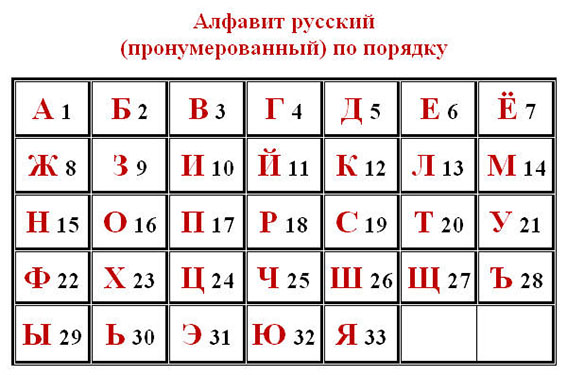 Алфавит русский
(пронумерованный) по порядку
А 1 Б 2 В 3 Г 4 Д 5 Е 6 Ё 7
Ж 8 З 9 И 10 Й 11 К 12 Л 13 М 14
Н 15 О 16 П 17 Р 18 С 19 Т 20 У 21
Ф 22 Х 23 Ц 24 Ч 25 Ш 26 Щ 27 Ъ 28
Ы 29 Ь 30 Э 31 Ю 32 Я 33